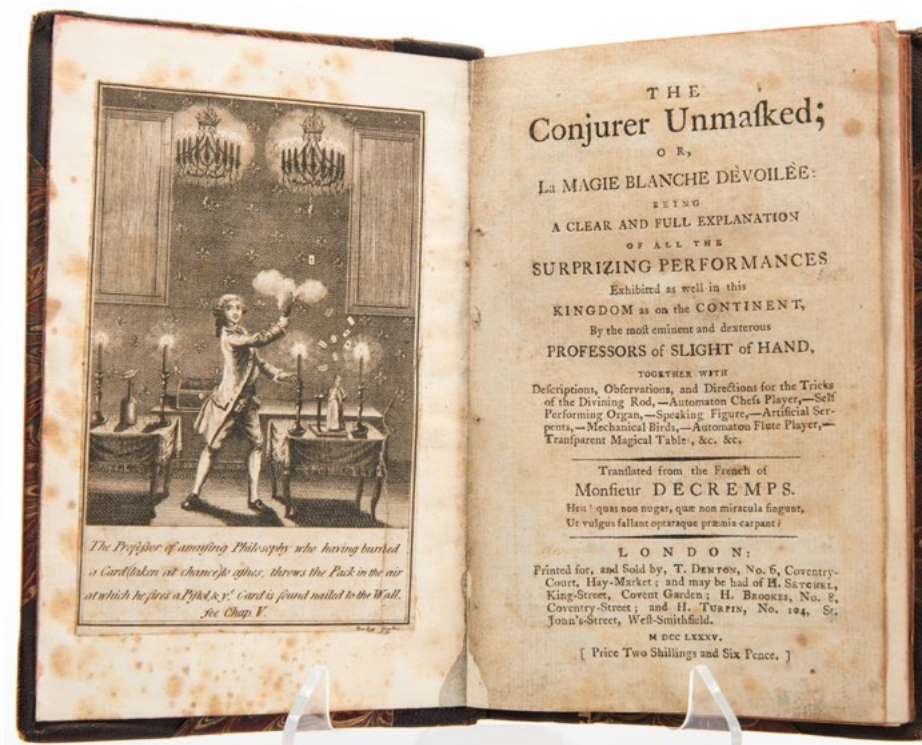 The Profeſsor of amuſing Philoſophy who having burned
a Card (taken at chance) to aſhes, throws the Pack in the air
at which he fires a Piſtol, & yͤ. Card is found nailed to the Wall.
ſee Chap. V.
THE
Conjurer Unmaſked;
OR,
La MAGIE BLANCHE DÈVOILÈE:
BEING
A CLEAR AND FULL EXPLANATION
OF ALL THE
SURPRIZING PERFORMANCES
Exhibited as well in this
KINGDOM as on the CONTINENT,
By the moſt eminent and dexterous
PROFESSORS of SLIGHT of HAND,
TOGETHER WITH
Deſcriptions, Obſervations, and Directions for the Tricks
of the Divining Rod,—Automaton Cheſs Player,—Self
Performing Organ,—Speaking Figure,—Artificial Ser-
pents,—Mechanical Birds,—Automaton Flute Player,—
Tranſparent Magical Tables, &c. &c.
Tranſlated from the French of
Monſieur DECREMPS.
Heu ! quas non nugas, quæ non miracula fingunt,
Ut vulgus fallant optataque præmia carpant ?
LONDON:
Printed for, and Sold by, T. DENTON, No. 6, Coventry-
Court, Hay-Market; and may be had of H. SETCHEL,
King-Street, Covent Garden; H. BROOKES, No. 8,
Coventry-Street; and H. TURPIN, No. 104, St.
John's-Street, Weſt-Smithfield.
M DCC LXXXV.
[ Price Two Shillings and Six Pence. ]